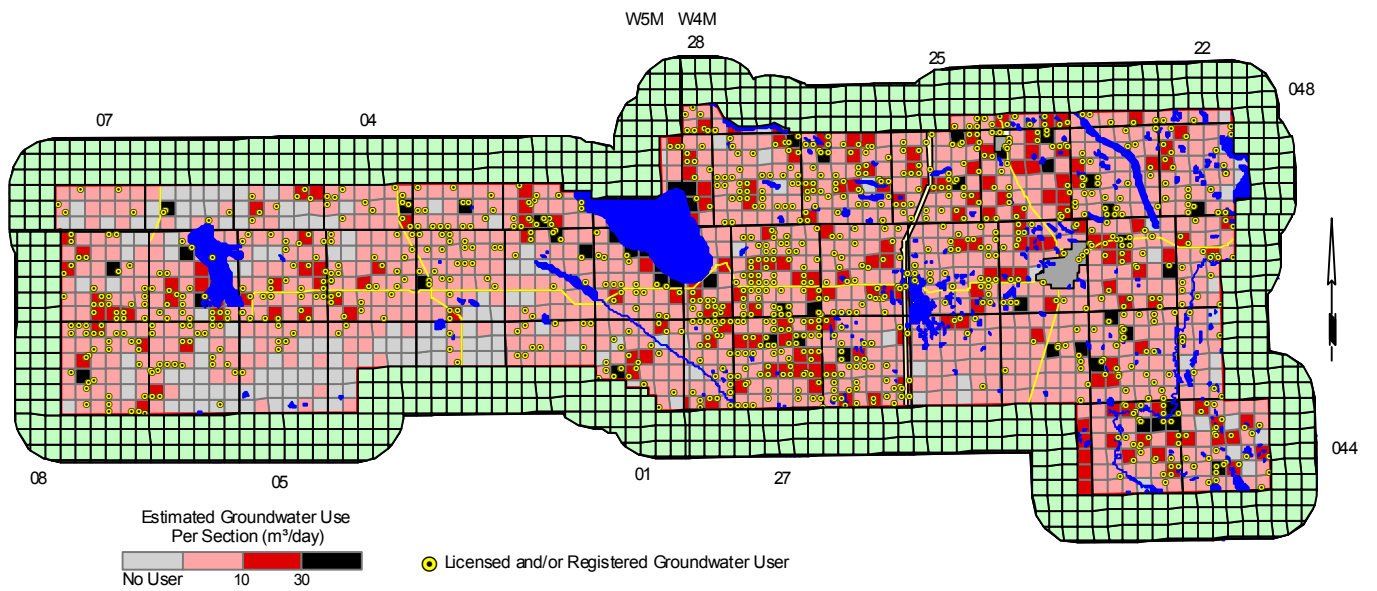 W5M W4M
28
25
22
048
07
04
08
05
01
27
044
Estimated Groundwater Use
Per Section (m³/day)
No User
10
30
Licensed and/or Registered Groundwater User